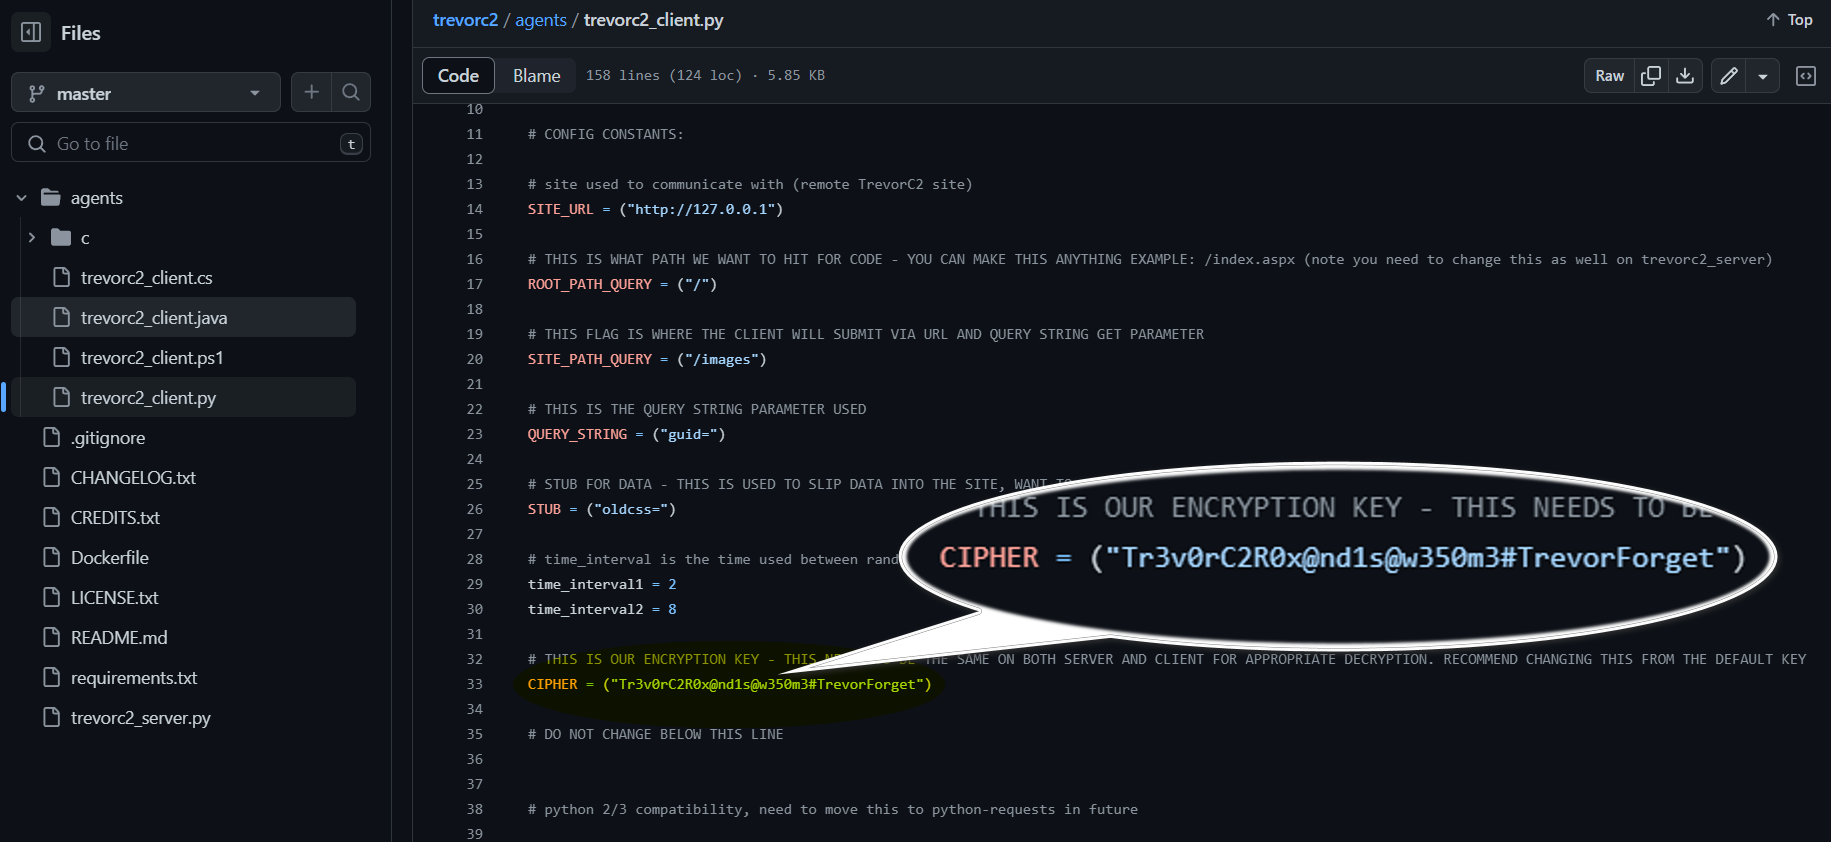 Files
master
Go to file
t
agents
c
trevorc2_client.cs
trevorc2_client.java
trevorc2_client.ps1
trevorc2_client.py
.gitignore
CHANGELOG.txt
CREDITS.txt
Dockerfile
LICENSE.txt
README.md
requirements.txt
trevorc2_server.py
trevorc2 / agents / trevorc2_client.py
Top
Code Blame 158 lines (124 loc) · 5.85 KB
Raw
10
11 # CONFIG CONSTANTS:
12
13 # site used to communicate with (remote TrevorC2 site)
14 SITE_URL = ("http://127.0.0.1")
15
16 # THIS IS WHAT PATH WE WANT TO HIT FOR CODE - YOU CAN MAKE THIS ANYTHING EXAMPLE: /index.aspx (note you need to change this as well on trevorc2_server)
17 ROOT_PATH_QUERY = ("/")
18
19 # THIS FLAG IS WHERE THE CLIENT WILL SUBMIT VIA URL AND QUERY STRING GET PARAMETER
20 SITE_PATH_QUERY = ("/images")
21
22 # THIS IS THE QUERY STRING PARAMETER USED
23 QUERY_STRING = ("guid=")
24
25 # STUB FOR DATA - THIS IS USED TO SLIP DATA INTO THE SITE, WANT
26 STUB = ("oldcss=")
27
28 # time_interval is the time used between rand
29 time_interval1 = 2
30 time_interval2 = 8
31
32 # THIS IS OUR ENCRYPTION KEY - THIS THE SAME ON BOTH SERVER AND CLIENT FOR APPROPRIATE DECRYPTION. RECOMMEND CHANGING THIS FROM THE DEFAULT KEY
33 CIPHER = ("Tr3v0rC2R0x@nd1s@w350m3#TrevorForget")
34
35 # DO NOT CHANGE BELOW THIS LINE
36
37
38 # python 2/3 compatibility, need to move this to python-requests in future
39
THIS IS OUR ENCRYPTION KEY - THIS NEEDS TO BE
CIPHER = ("Tr3v0rC2R0x@nd1s@w350m3#TrevorForget")